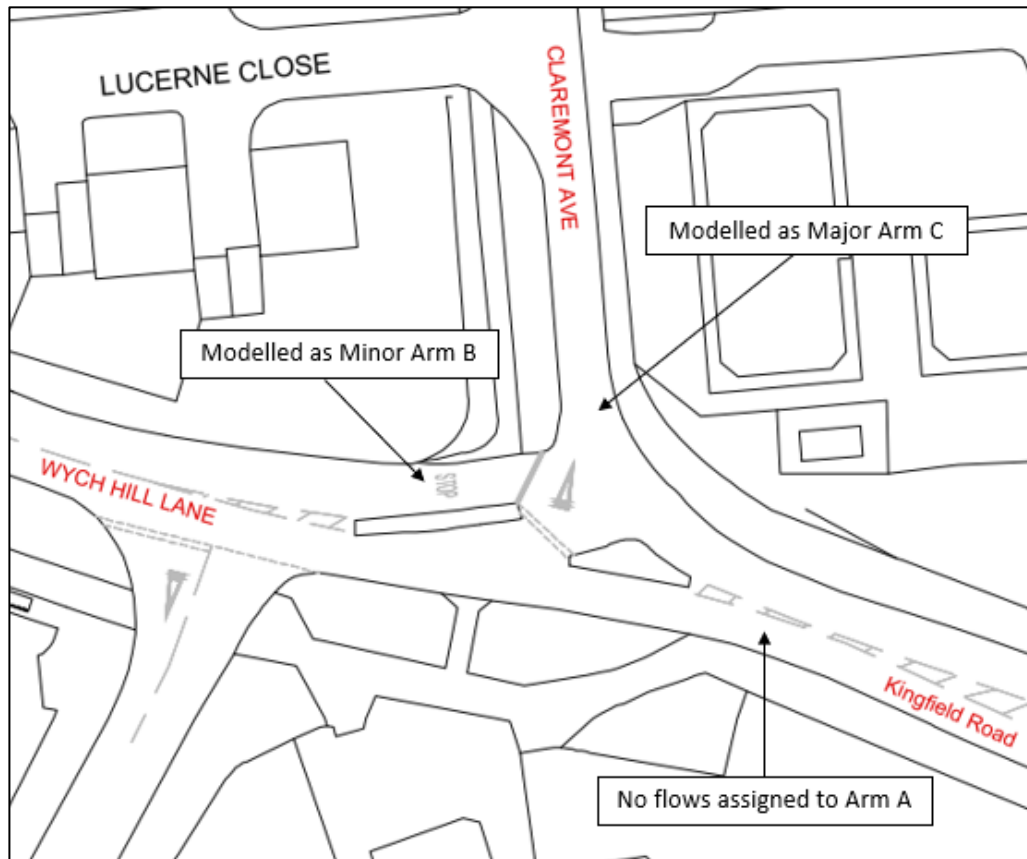 LUCERNE CLOSE
CLAREMONT AVE
Modelled as Major Arm C
Modelled as Minor Arm B
STOP
WYCH HILL LANE
Kingfield Road
No flows assigned to Arm A